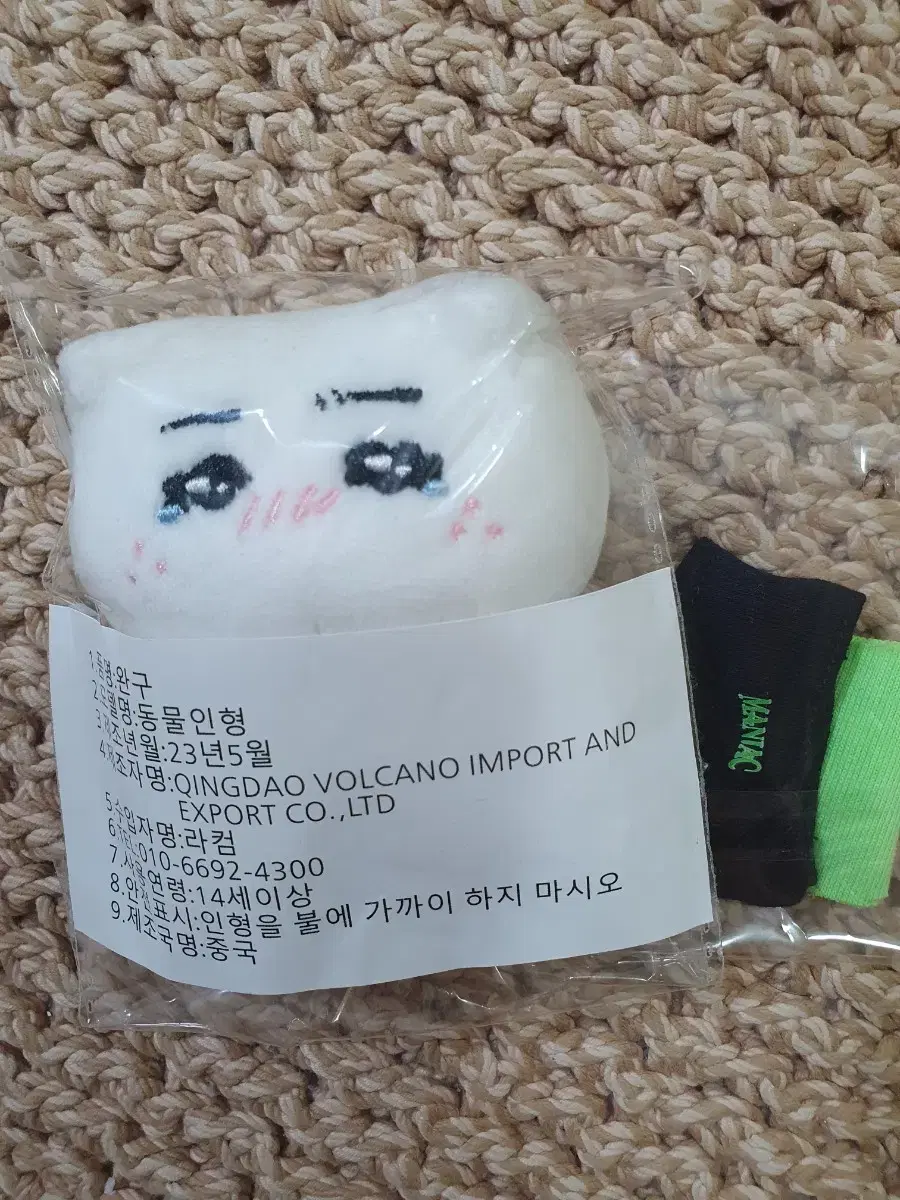 1.품명:완구
2.모델명:동물인형
3.제조년월:23년5월
4.제조자명:QINGDAO VOLCANO IMPORT AND
EXPORT CO.,LTD
5.수입자명:라컴
6.TEL:010-6692-4300
7.사용연령:14세이상
8.안전표시:인형을 불에 가까이 하지 마시오
9.제조국명:중국
MANIAC